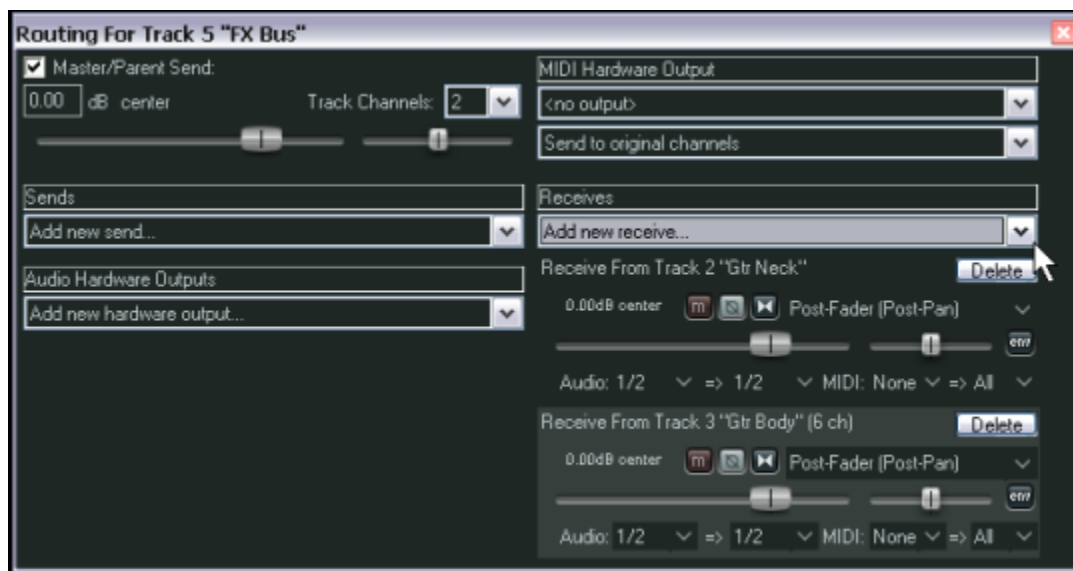 Routing For Track 5 "FX Bus"
Master/Parent Send:
0.00 dB center Track Channels: 2
Sends
Add new send...
Audio Hardware Outputs
Add new hardware output...
MIDI Hardware Output
<no output>
Send to original channels
Receives
Add new receive...
Receive From Track 2 "Gtr Neck" Delete
0.00dB center m Post-Fader (Post-Pan)
env
Audio: 1/2 => 1/2 MIDI: None => All
Receive From Track 3 "Gtr Body" (6 ch) Delete
0.00dB center m Post-Fader (Post-Pan)
env
Audio: 1/2 => 1/2 MIDI: None => All